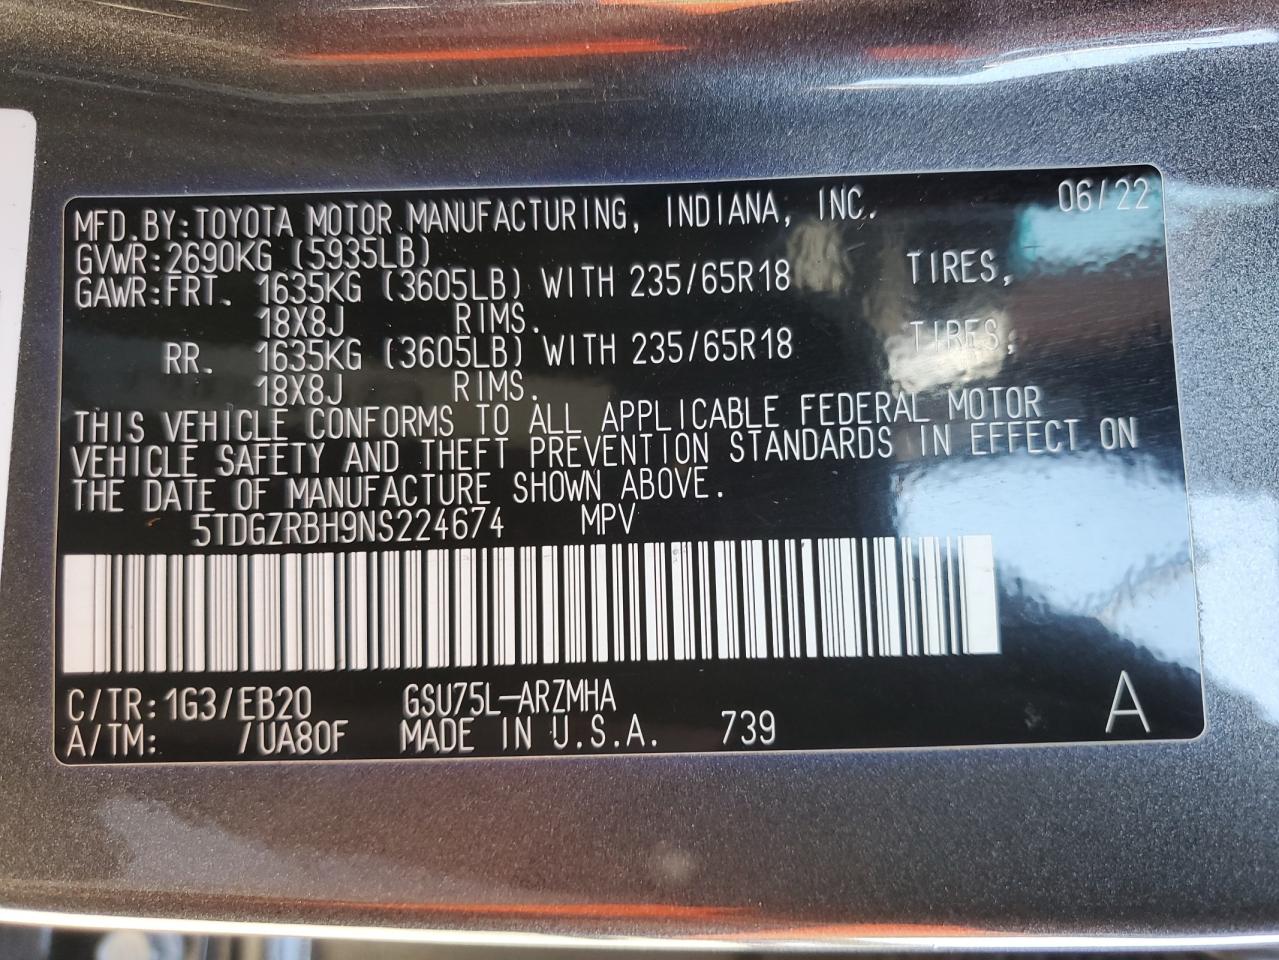 MFD.BY:TOYOTA MOTOR MANUFACTURING, INDIANA, INC. 06/22
GVWR:2690KG (5935LB)
GAWR:FRT. 1635KG (3605LB) WITH 235/65R18 TIRES,
18X8J RIMS.
RR. 1635KG (3605LB) WITH 235/65R18 TIRES,
18X8J RIMS.
THIS VEHICLE CONFORMS TO ALL APPLICABLE FEDERAL MOTOR
VEHICLE SAFETY AND THEFT PREVENTION STANDARDS IN EFFECT ON
THE DATE OF MANUFACTURE SHOWN ABOVE.
5TDGZRBH9NS224674 MPV
C/TR:1G3/EB20 GSU75L-ARZMHA
A/TM: /UA80F MADE IN U.S.A. 739 A